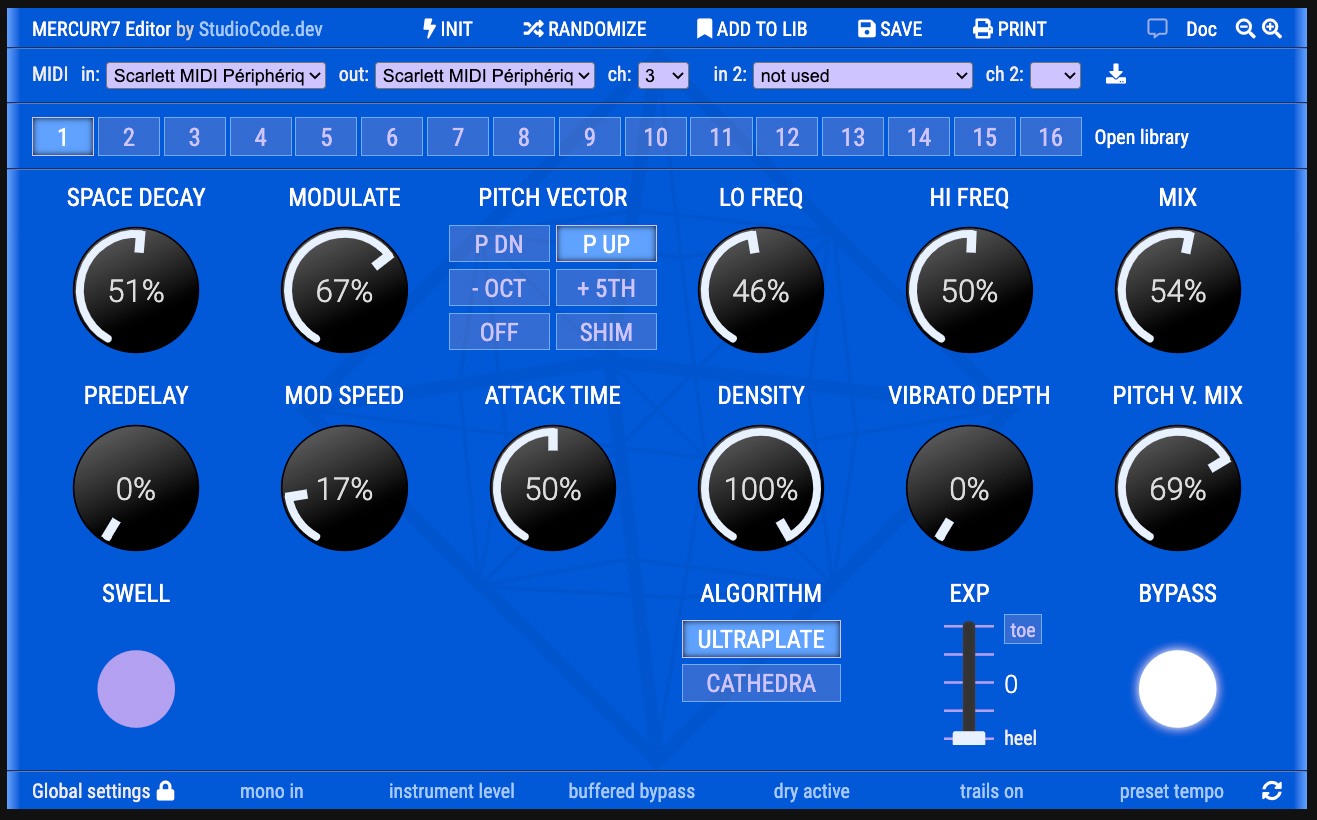 MERCURY7 Editor by StudioCode.dev INIT RANDOMIZE ADD TO LIB SAVE PRINT Doc
MIDI in: Scarlett MIDI Périphériq out: Scarlett MIDI Périphériq ch: 3 in 2: not used ch 2:
1 2 3 4 5 6 7 8 9 10 11 12 13 14 15 16 Open library
SPACE DECAY MODULATE PITCH VECTOR LO FREQ HI FREQ MIX
P DN P UP
51% 67% - OCT + 5TH 46% 50% 54%
OFF SHIM
PREDELAY MOD SPEED ATTACK TIME DENSITY VIBRATO DEPTH PITCH V. MIX
0% 17% 50% 100% 0% 69%
SWELL ALGORITHM EXP BYPASS
ULTRAPLATE toe
CATHEDRA 0
heel
Global settings mono in instrument level buffered bypass dry active trails on preset tempo